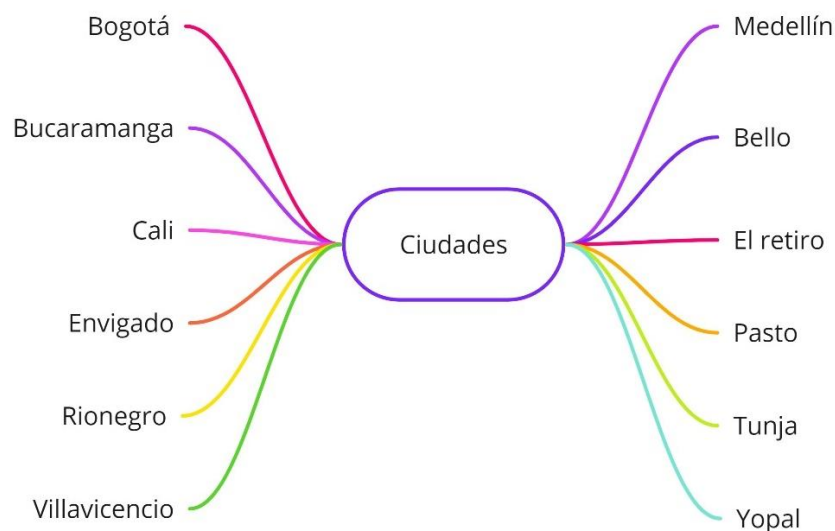 Bogotá
Bucaramanga
Cali
Envigado
Rionegro
Villavicencio
Ciudades
Medellín
Bello
El retiro
Pasto
Tunja
Yopal